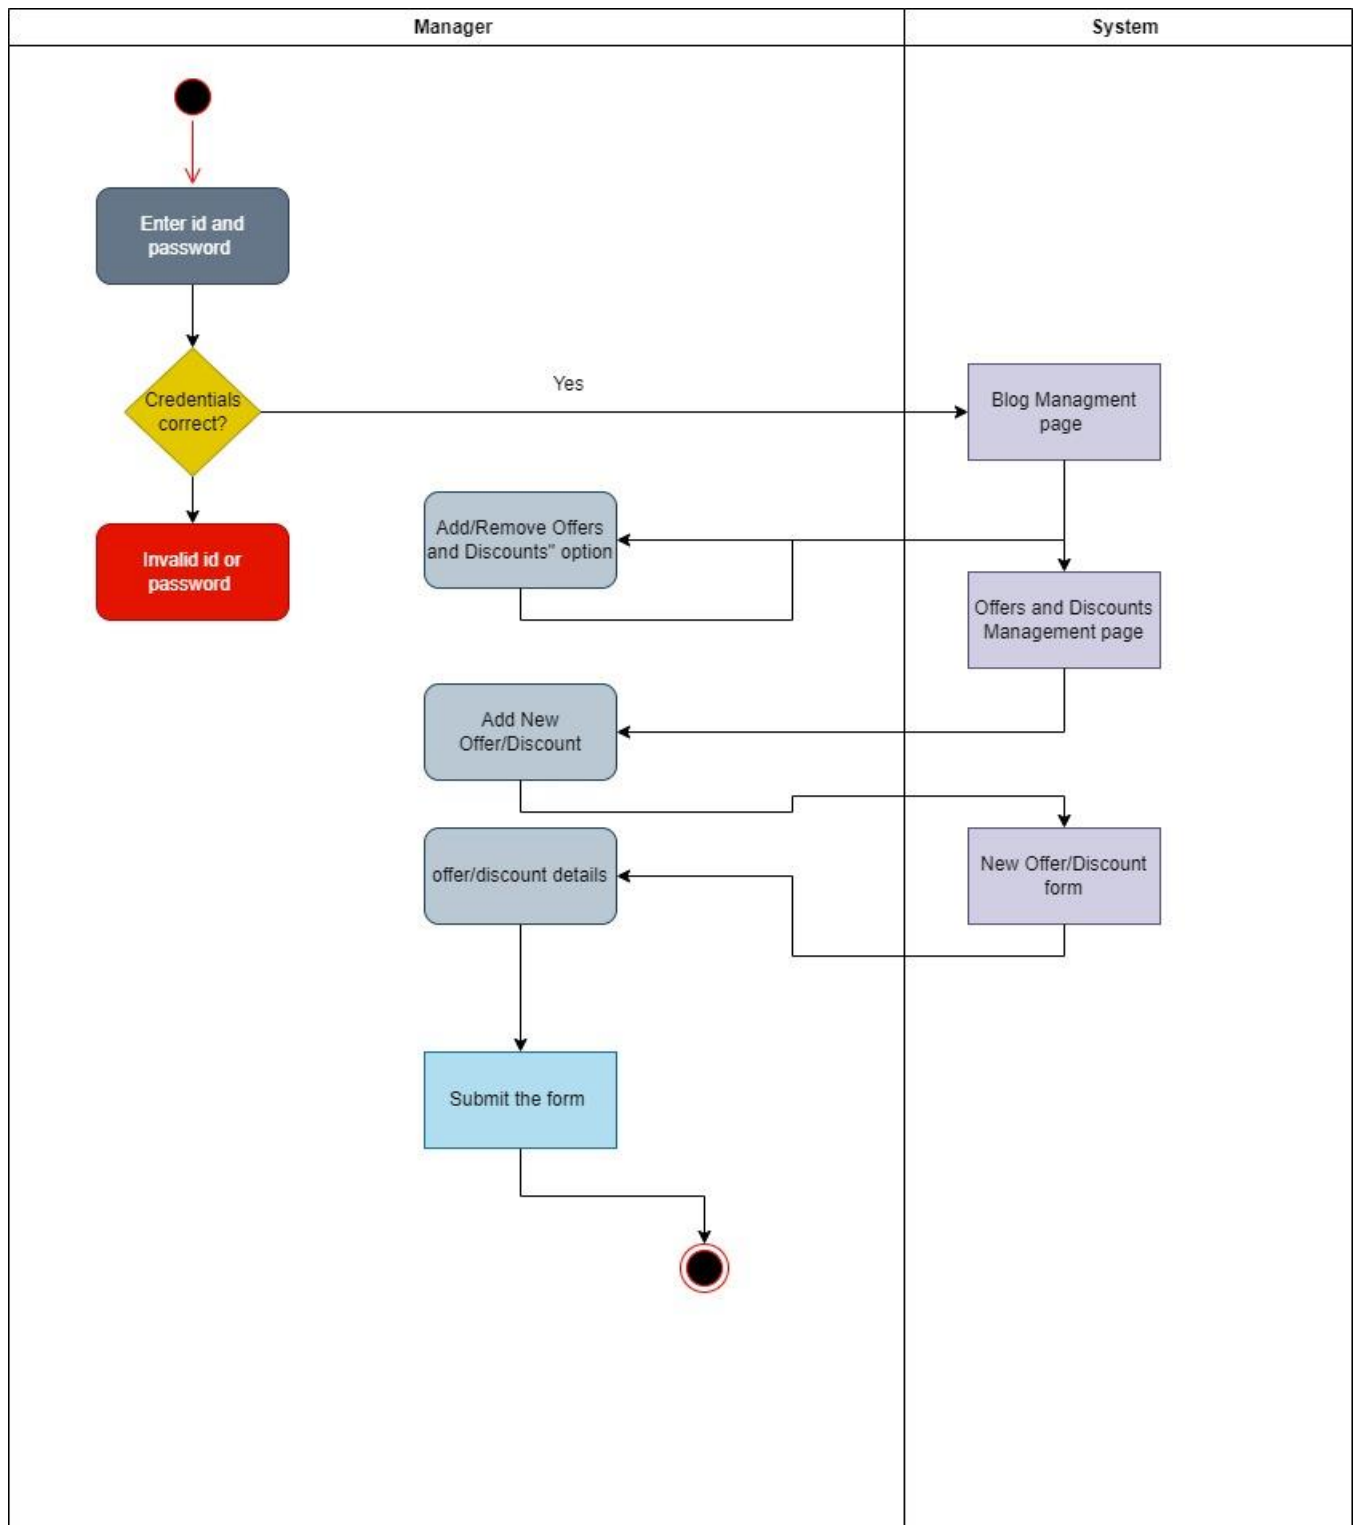 Manager
System
Enter id and
password
Credentials
correct?
Yes
Blog Managment
page
Add/Remove Offers
and Discounts" option
Invalid id or
password
Offers and Discounts
Management page
Add New
Offer/Discount
offer/discount details
New Offer/Discount
form
Submit the form